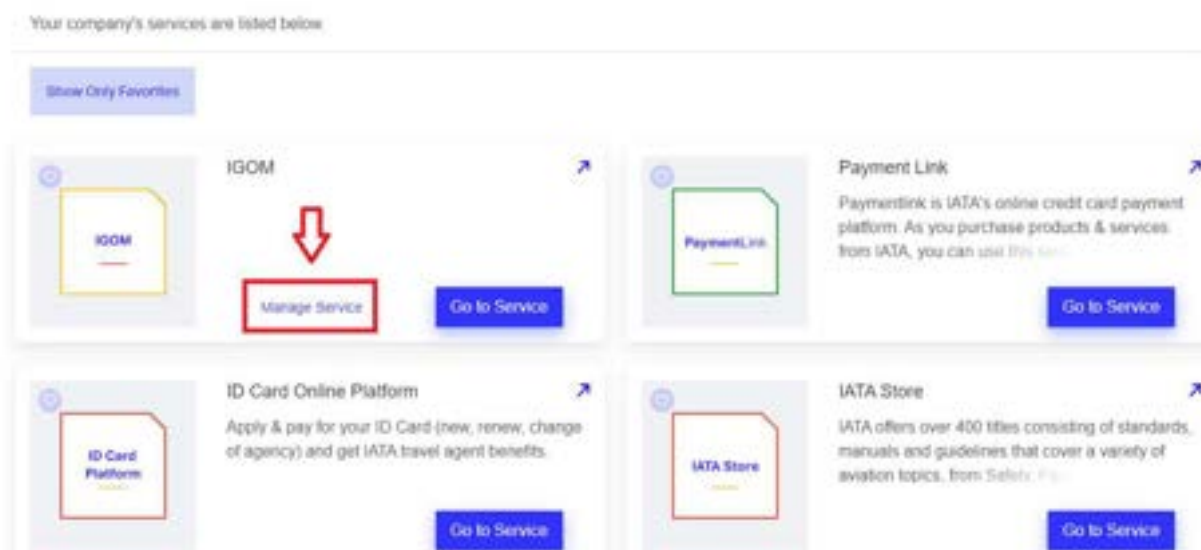 Your company's services are listed below
Show Only Favorites
IGOM
IGOM
Manage Service
Go to Service
PaymentLink
Payment Link
Paymentlink is IATA's online credit card payment
platform. As you purchase products & services
from IATA, you can use this
Go to Service
ID Card
Platform
ID Card Online Platform
Apply & pay for your ID Card (new, renew, change
of agency) and get IATA travel agent benefits.
Go to Service
IATA Store
IATA Store
IATA offers over 400 titles consisting of standards,
manuals and guidelines that cover a variety of
aviation topics, from Safety,
Go to Service